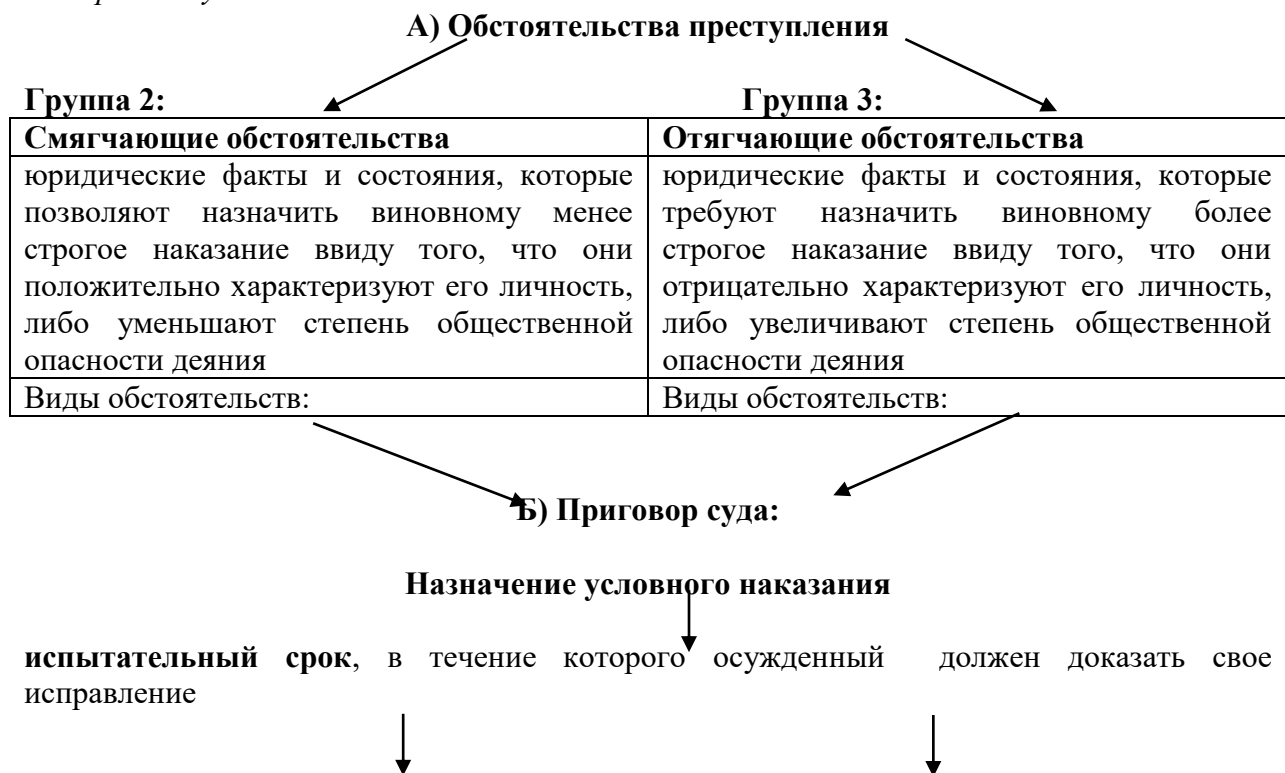 А) Обстоятельства преступления
Группа 2:
Группа 3:
Смягчающие обстоятельства
юридические факты и состояния, которые
позволяют назначить виновному менее
строгое наказание ввиду того, что они
положительно характеризуют его личность,
либо уменьшают степень общественной
опасности деяния
Виды обстоятельств:
Отягчающие обстоятельства
юридические факты и состояния, которые
требуют назначить виновному более
строгое наказание ввиду того, что они
отрицательно характеризуют его личность,
либо увеличивают степень общественной
опасности деяния
Виды обстоятельств:
Б) Приговор суда:
Назначение условного наказания
испытательный срок, в течение которого осужденный должен доказать свое
исправление